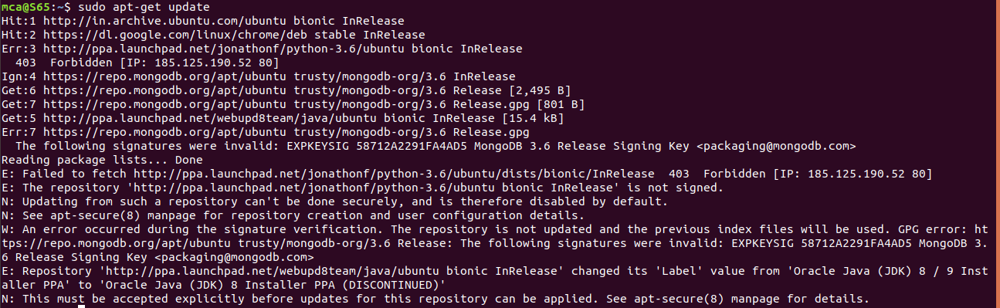 mca@S65:~$ sudo apt-get update
Hit:1 http://in.archive.ubuntu.com/ubuntu bionic InRelease
Hit:2 https://dl.google.com/linux/chrome/deb stable InRelease
Err:3 http://ppa.launchpad.net/jonathonf/python-3.6/ubuntu bionic InRelease
  403  Forbidden [IP: 185.125.190.52 80]
Ign:4 https://repo.mongodb.org/apt/ubuntu trusty/mongodb-org/3.6 InRelease
Get:6 https://repo.mongodb.org/apt/ubuntu trusty/mongodb-org/3.6 Release [2,495 B]
Get:7 https://repo.mongodb.org/apt/ubuntu trusty/mongodb-org/3.6 Release.gpg [801 B]
Get:5 http://ppa.launchpad.net/webupd8team/java/ubuntu bionic InRelease [15.4 kB]
Err:7 https://repo.mongodb.org/apt/ubuntu trusty/mongodb-org/3.6 Release.gpg
  The following signatures were invalid: EXPKEYSIG 58712A2291FA4AD5 MongoDB 3.6 Release Signing Key <packaging@mongodb.com>
Reading package lists... Done
E: Failed to fetch http://ppa.launchpad.net/jonathonf/python-3.6/ubuntu/dists/bionic/InRelease  403  Forbidden [IP: 185.125.190.52 80]
E: The repository 'http://ppa.launchpad.net/jonathonf/python-3.6/ubuntu bionic InRelease' is not signed.
N: Updating from such a repository can't be done securely, and is therefore disabled by default.
N: See apt-secure(8) manpage for repository creation and user configuration details.
W: An error occurred during the signature verification. The repository is not updated and the previous index files will be used. GPG error: ht
tps://repo.mongodb.org/apt/ubuntu trusty/mongodb-org/3.6 Release: The following signatures were invalid: EXPKEYSIG 58712A2291FA4AD5 MongoDB 3.
6 Release Signing Key <packaging@mongodb.com>
E: Repository 'http://ppa.launchpad.net/webupd8team/java/ubuntu bionic InRelease' changed its 'Label' value from 'Oracle Java (JDK) 8 / 9 Inst
aller PPA' to 'Oracle Java (JDK) 8 Installer PPA (DISCONTINUED)'
N: This must be accepted explicitly before updates for this repository can be applied. See apt-secure(8) manpage for details.